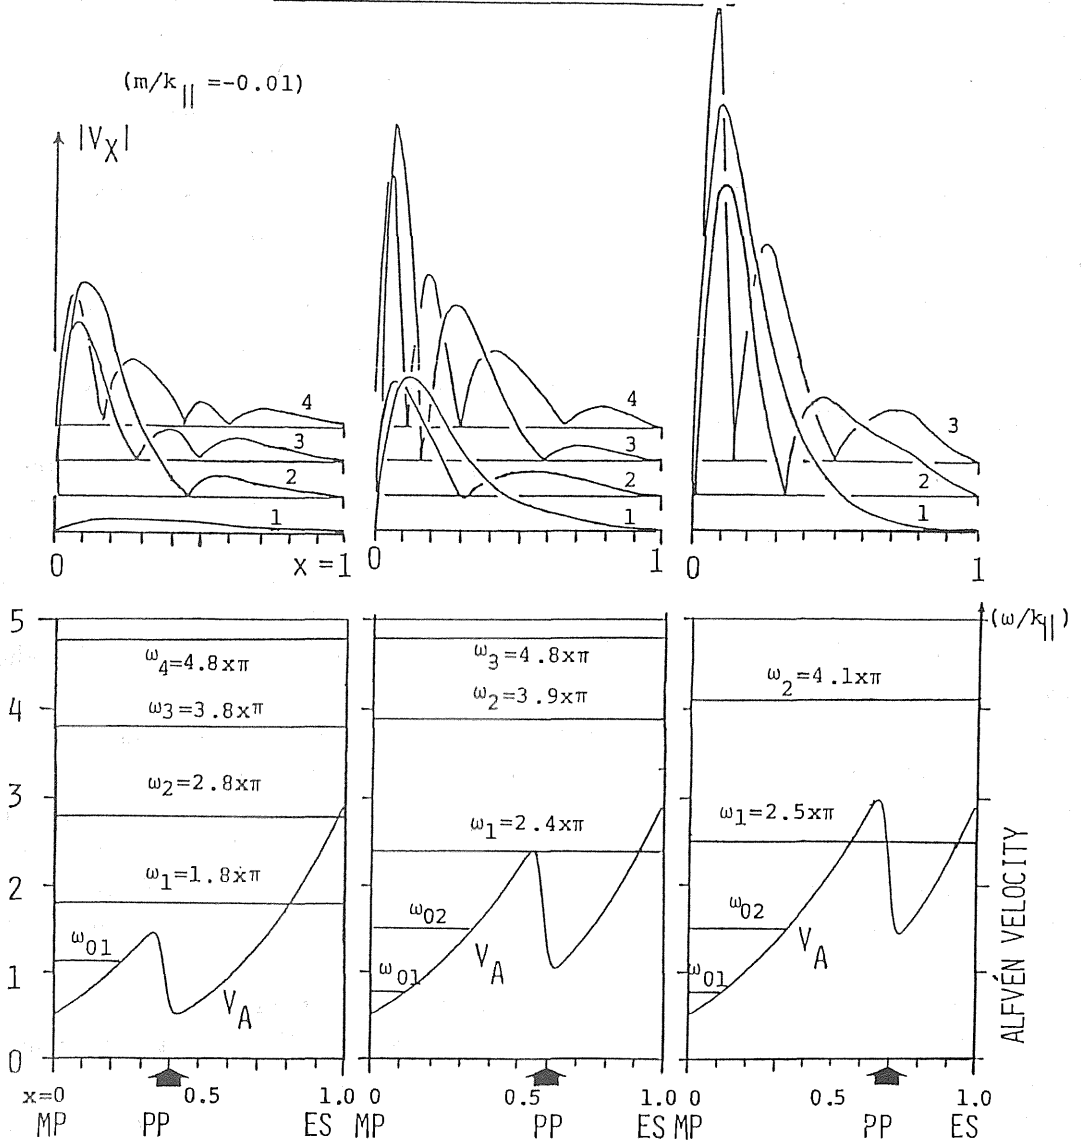 (m/k|| =-0.01)
|V_X|
4
3
2
1
0
x =1
4
3
2
1
0
1
3
2
1
0
1
5
4
3
2
1
0
ω4=4.8xπ
ω3=3.8xπ
ω2=2.8xπ
ω1=1.8xπ
ω01
V_A
ω3=4.8xπ
ω2=3.9xπ
ω1=2.4xπ
ω02
ω01
V_A
(ω/k||)
ω2=4.1xπ
ω1=2.5xπ
ω02
ω01
V_A
ALFVÉN VELOCITY
x=0 0.5 1.0
MP PP ES
0 0.5 1.0
MP PP ES
0 0.5 1.0
MP PP ES